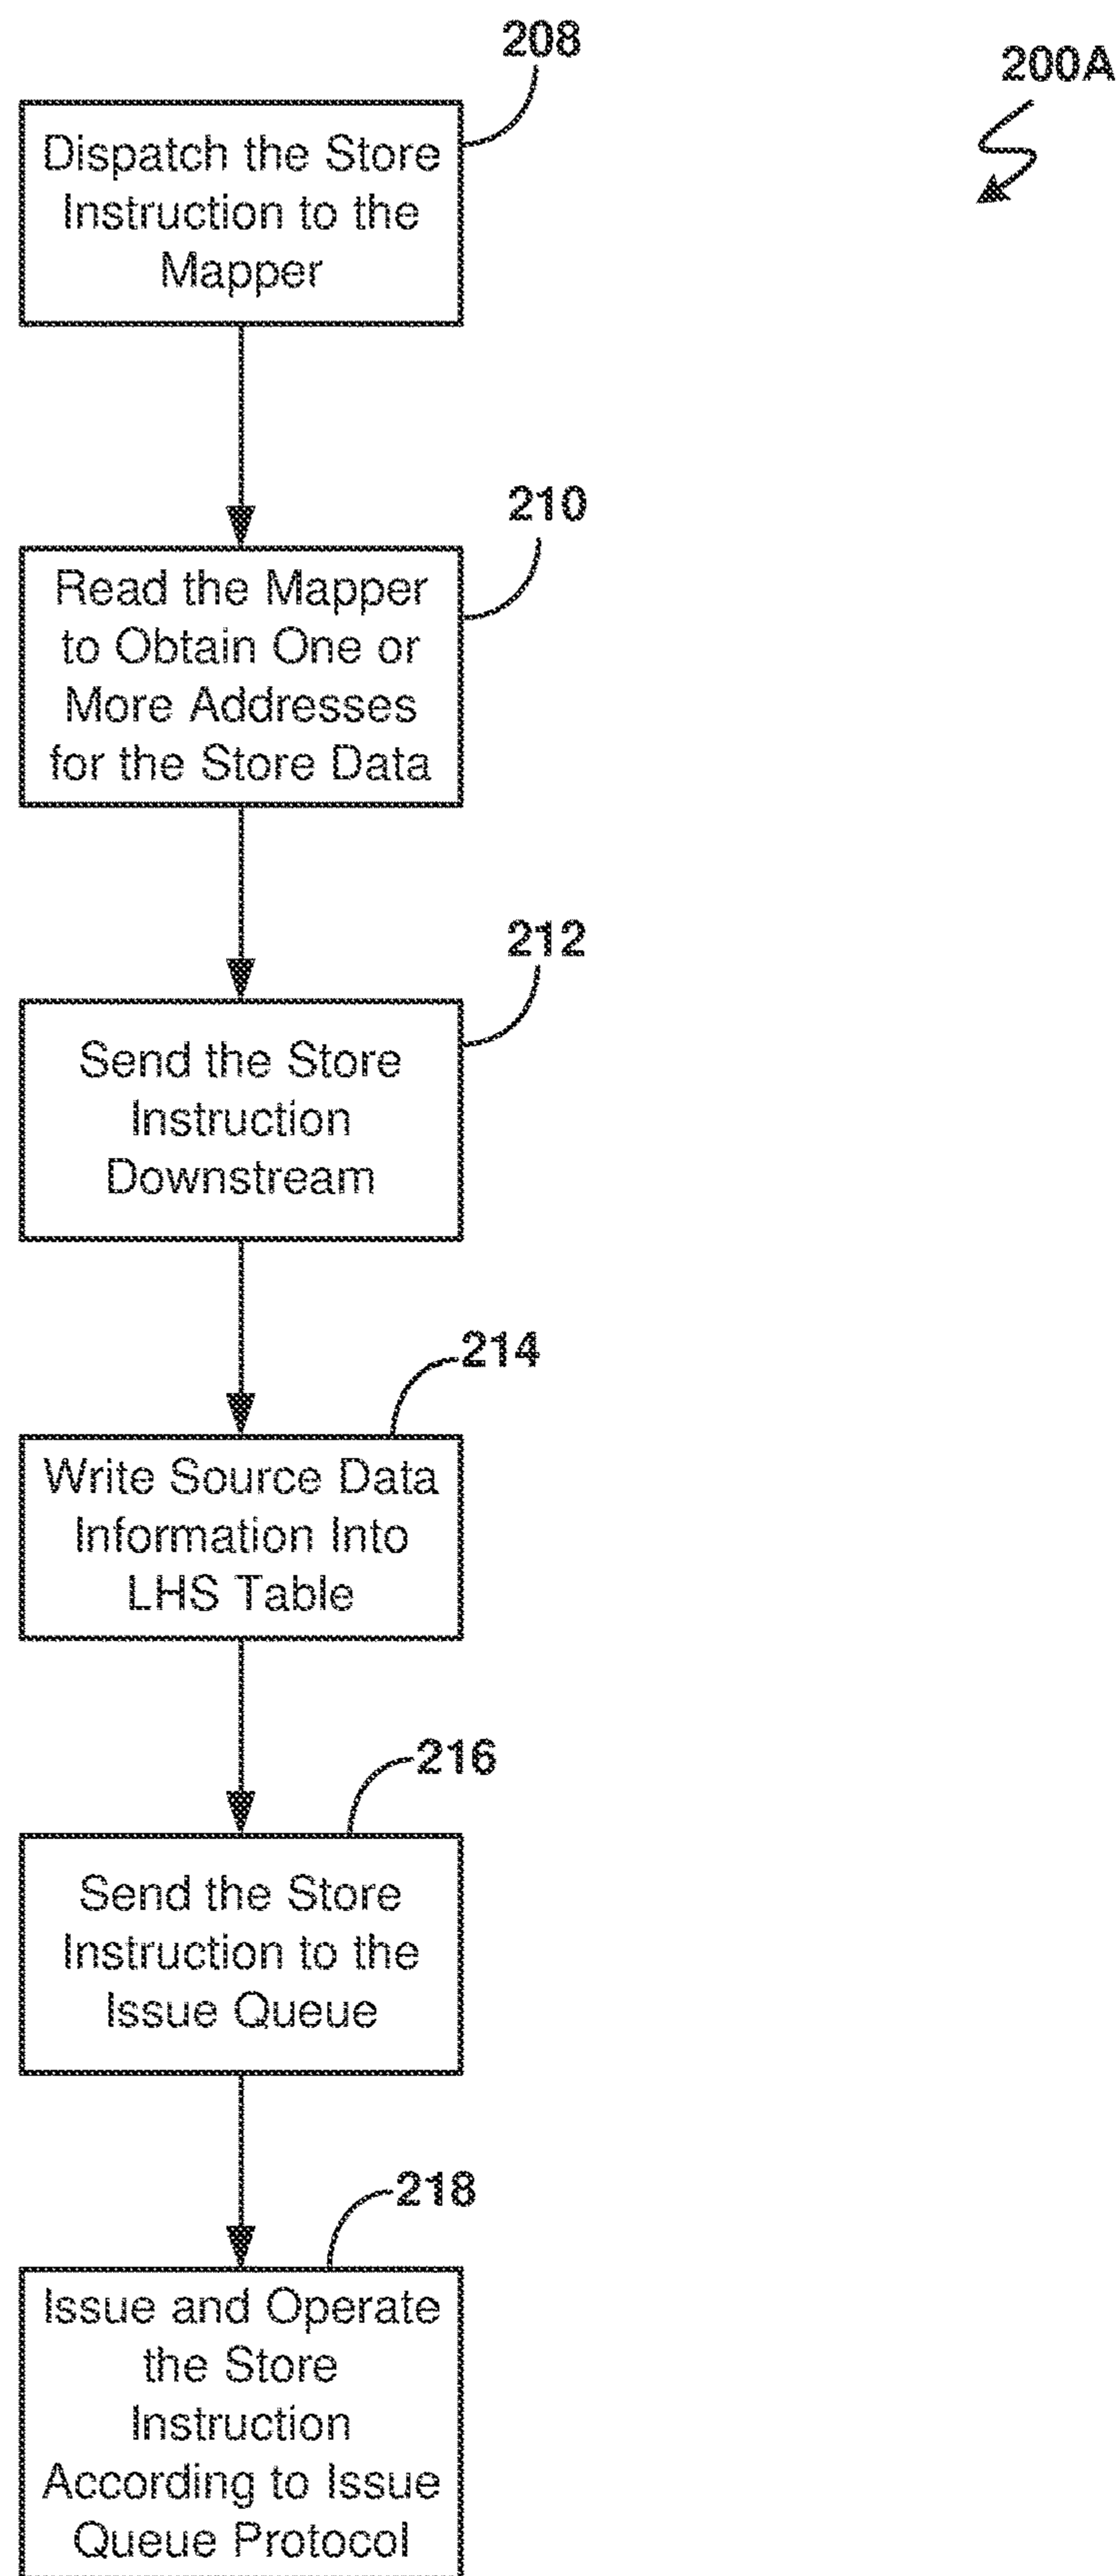 208
200A
Dispatch the Store
Instruction to the
Mapper
210
Read the Mapper
to Obtain One or
More Addresses
for the Store Data
212
Send the Store
Instruction
Downstream
214
Write Source Data
Information Into
LHS Table
216
Send the Store
Instruction to the
Issue Queue
218
Issue and Operate
the Store
Instruction
According to Issue
Queue Protocol